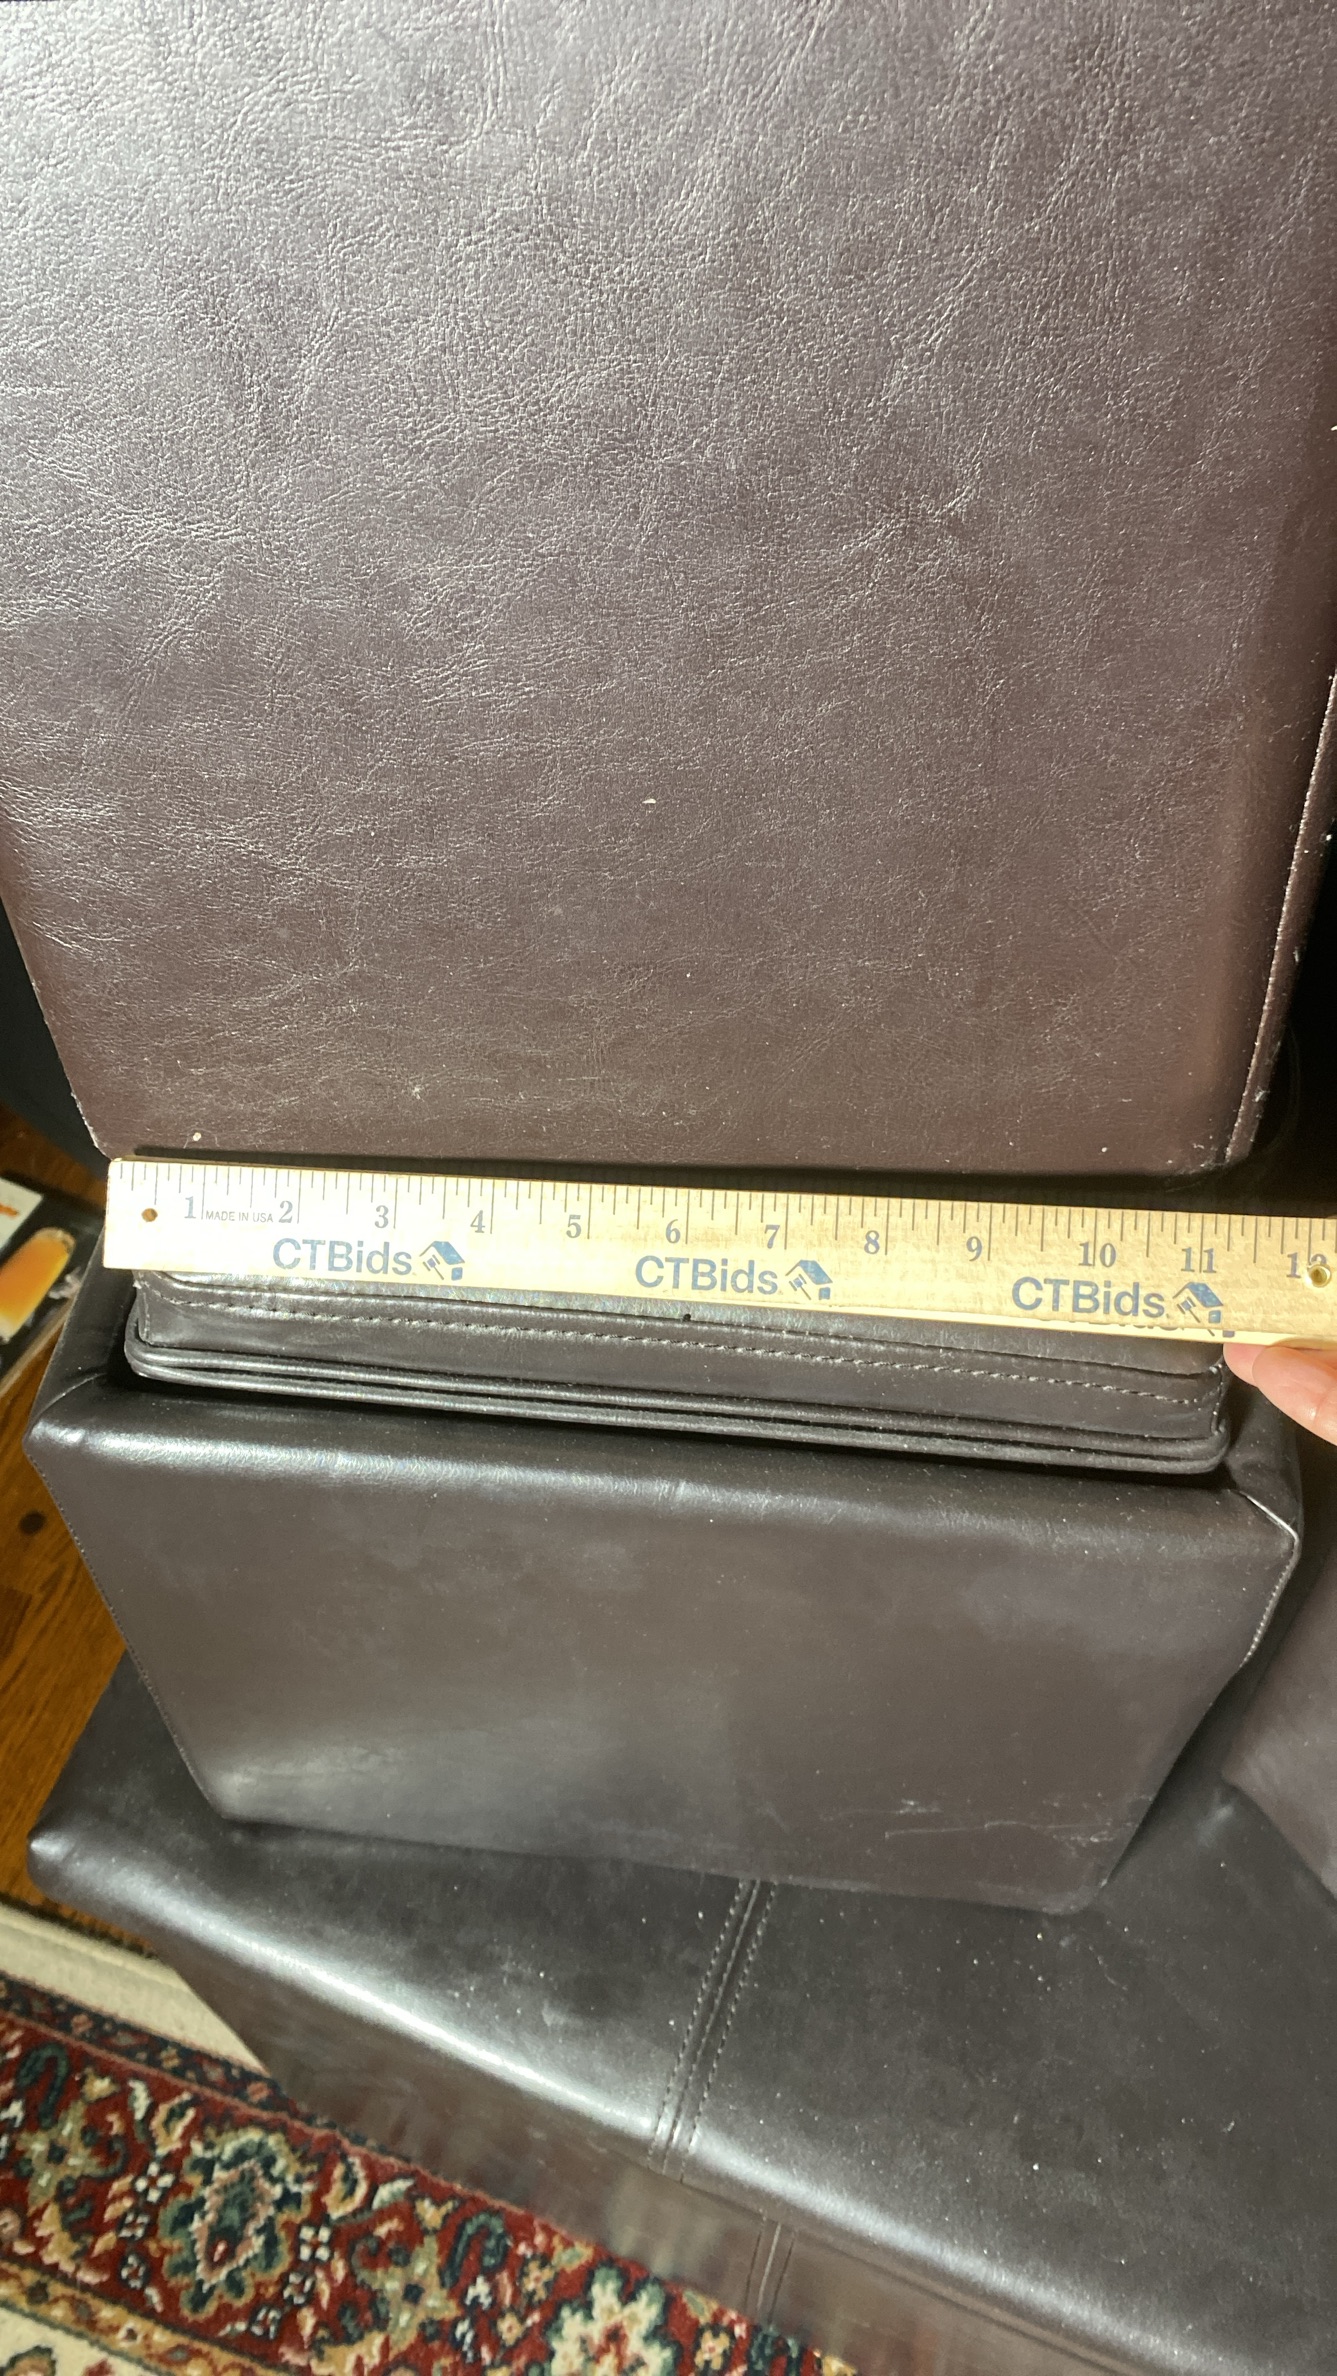 1 MADE IN USA 2 3 4 5 6 7 8 9 10 11 12
CTBids CTBids CTBids